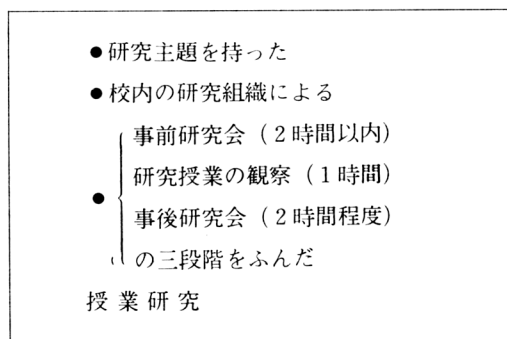 ●研究主題を持った
●校内の研究組織による
事前研究会（2時間以内）
研究授業の観察（1時間）
●
事後研究会（2時間程度）
の三段階をふんだ
授業研究